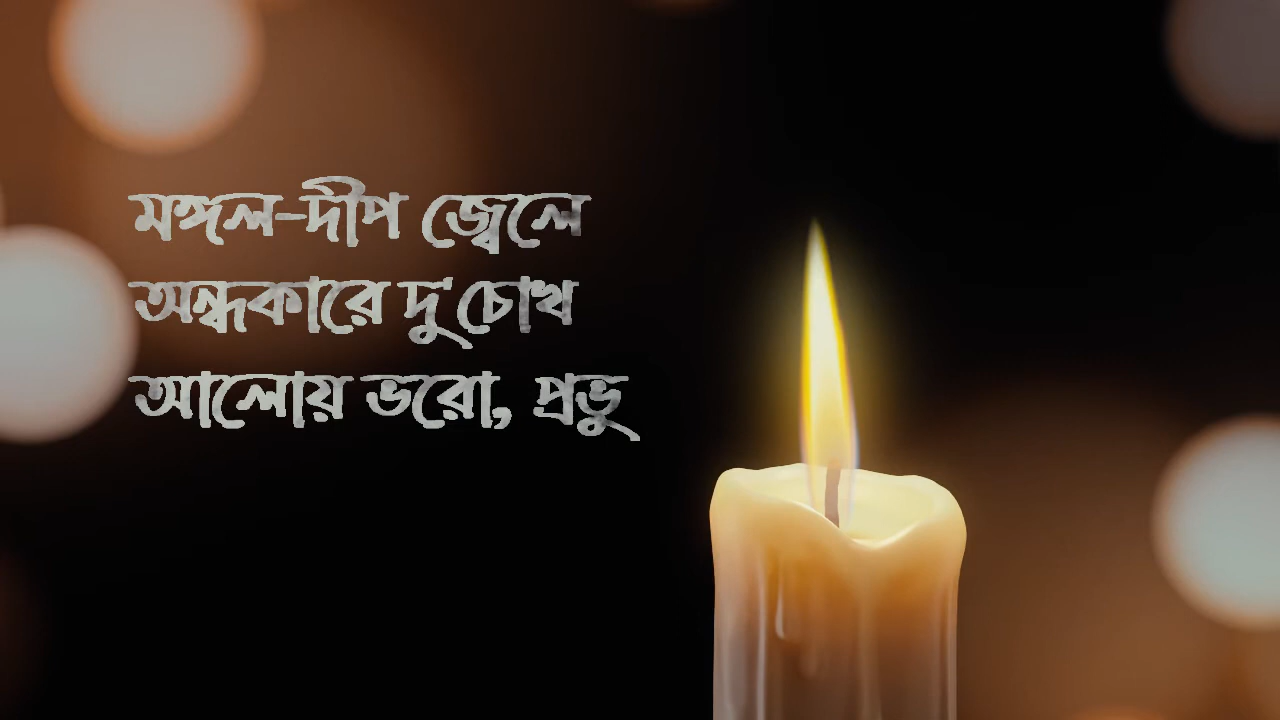 মঙ্গল-দীপ জ্বেলে
অন্ধকারে দু'চোখ
আলোয় ভরো, প্রভু